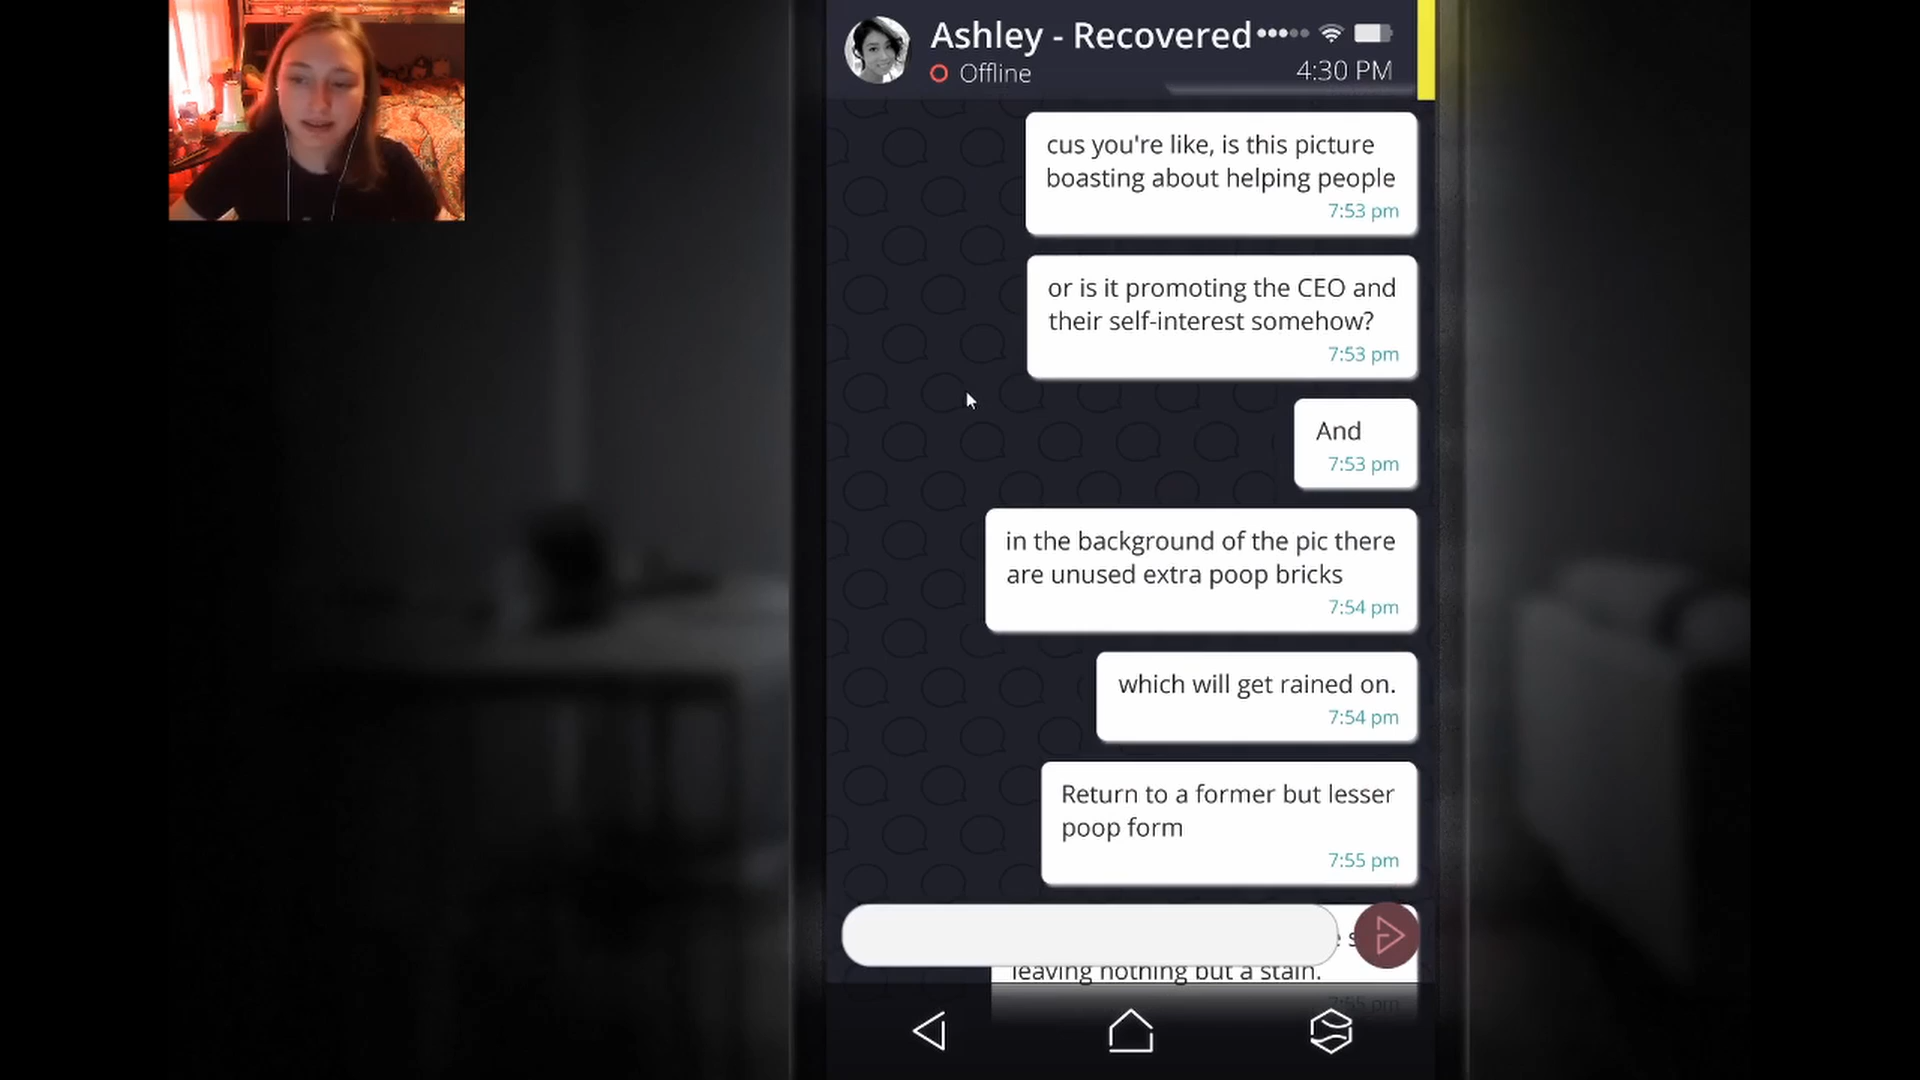 Ashley - Recovered
Offline
4:30 PM
cus you're like, is this picture
boasting about helping people
7:53 pm
or is it promoting the CEO and
their self-interest somehow?
7:53 pm
And
7:53 pm
in the background of the pic there
are unused extra poop bricks
7:54 pm
which will get rained on.
7:54 pm
Return to a former but lesser
poop form
7:55 pm
leaving nothing but a stain.
7:55 pm